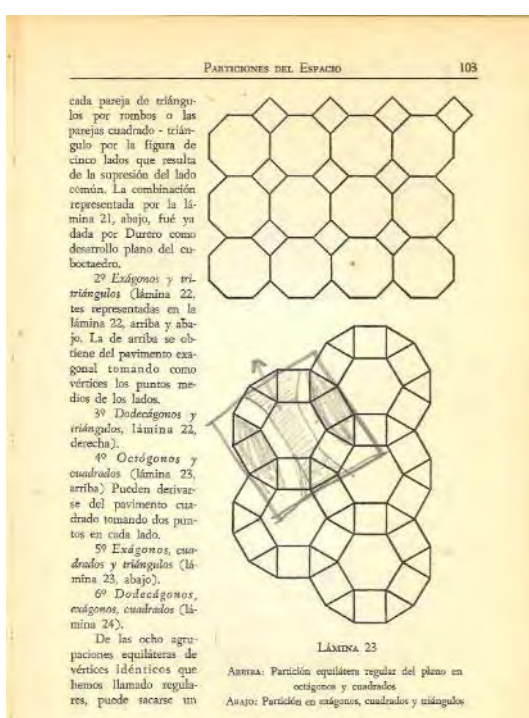 PARTICIONES DEL ESPACIO 103
cada pareja de triángu-
los por rombos o las
parejas cuadrado - trián-
gulo por la figura de
cinco lados que resulta
de la supresión del lado
común. La combinación
representada por la lá-
mina 21, abajo, fué ya
dada por Durero como
desarrollo plano del cu-
boctaedro.
2º Exágonos y tri-
triángulos (lámina 22,
tes representadas en la
lámina 22, arriba y aba-
jo. La de arriba se ob-
tiene del pavimento exa-
gonal tomando como
vértices los puntos me-
dios de los lados.
3º Dodecágonos y
triángulos, lámina 22,
derecha).
4º Octógonos y
cuadrados (lámina 23,
arriba) Pueden derivar-
se del pavimento cua-
drado tomando dos pun-
tos en cada lado.
5º Exágonos, cua-
drados y triángulos (lá-
mina 23, abajo).
6º Dodecágonos,
exágonos, cuadrados (lá-
mina 24).
De las ocho agru-
paciones equiláteras de
vértices idénticos que
hemos llamado regula-
res, puede sacarse un
LÁMINA 23
ARRIBA: Partición equilátera regular del plano en
octógonos y cuadrados
ABAJO: Partición en exágonos, cuadrados y triángulos